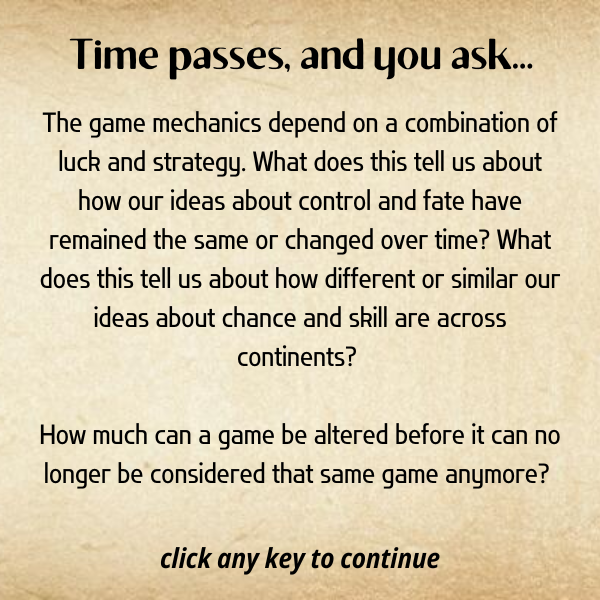 Time passes, and you ask...
The game mechanics depend on a combination of
luck and strategy. What does this tell us about
how our ideas about control and fate have
remained the same or changed over time? What
does this tell us about how different or similar our
ideas about chance and skill are across
continents?
How much can a game be altered before it can no
longer be considered that same game anymore?
click any key to continue